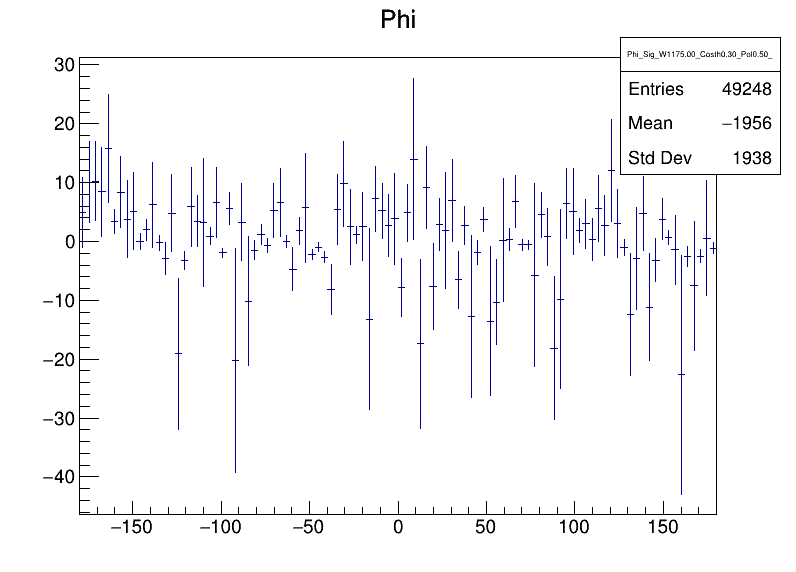 Phi
Phi_Sig_W1175.00_Costh0.30_Pol0.50_
Entries 49248
Mean −1956
Std Dev 1938
30
20
10
0
−10
−20
−30
−40
−150 −100 −50 0 50 100 150